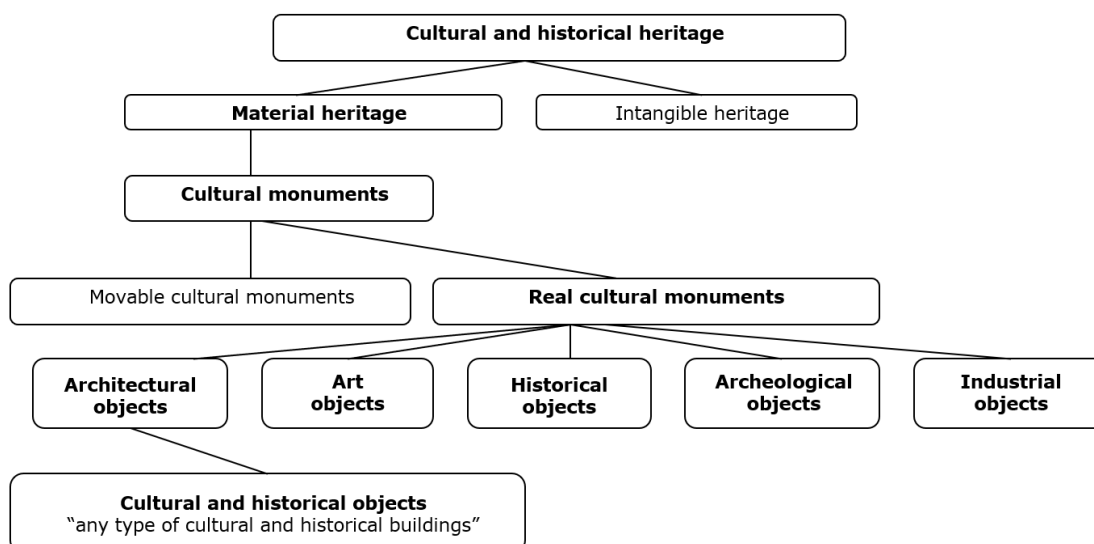 Cultural and historical heritage
Material heritage
Intangible heritage
Cultural monuments
Movable cultural monuments
Real cultural monuments
Architectural
objects
Art
objects
Historical
objects
Archeological
objects
Industrial
objects
Cultural and historical objects
“any type of cultural and historical buildings”